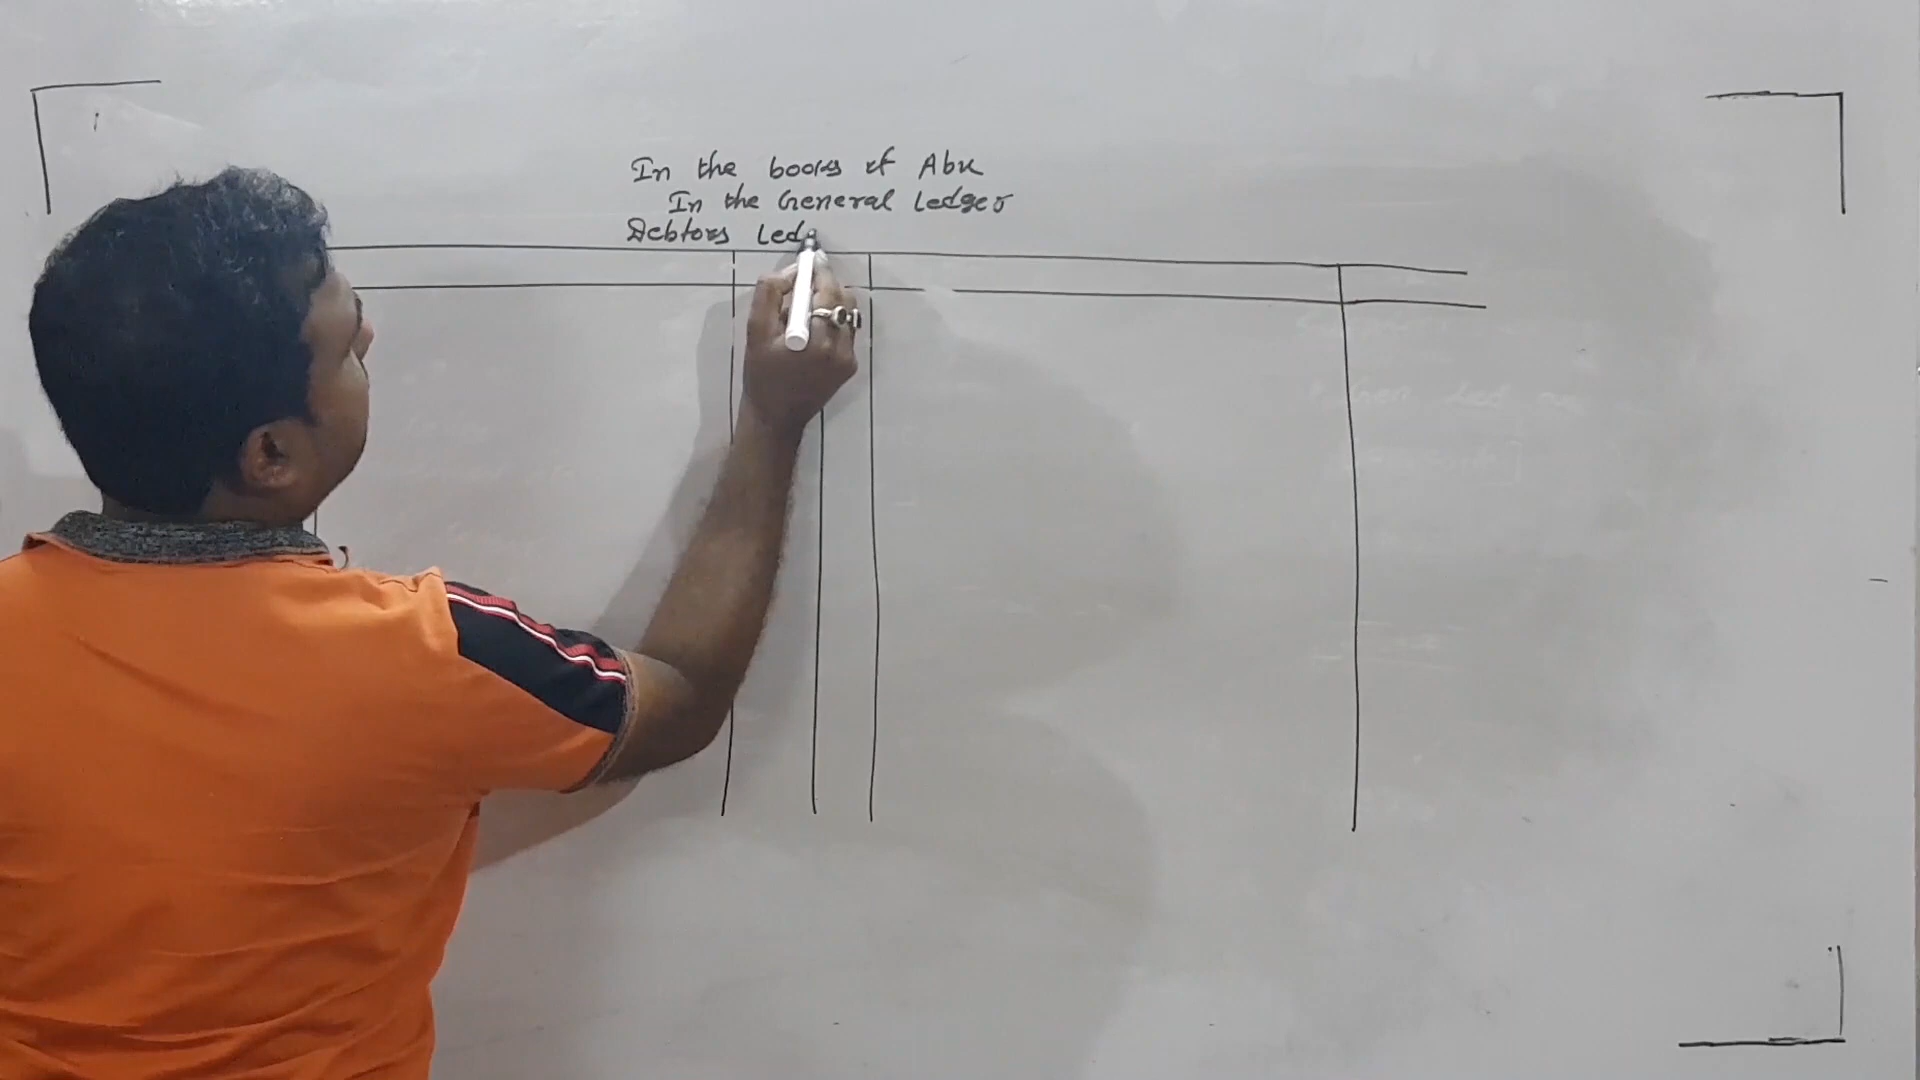 In the books of Abu
In the General Ledger
Debtors Led